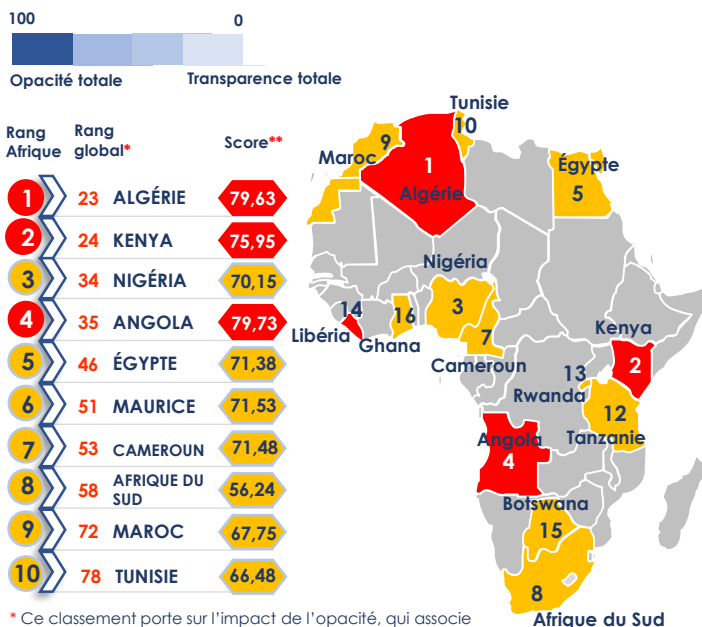 100 0
Opacité totale Transparence totale
Rang Afrique Rang global* Score**
1 23 ALGÉRIE 79,63
2 24 KENYA 75,95
3 34 NIGÉRIA 70,15
4 35 ANGOLA 79,73
5 46 ÉGYPTE 71,38
6 51 MAURICE 71,53
7 53 CAMEROUN 71,48
8 58 AFRIQUE DU SUD 56,24
9 72 MAROC 67,75
10 78 TUNISIE 66,48
* Ce classement porte sur l'impact de l'opacité, qui associe
Tunisie
10
9
Maroc
1
Algérie
Égypte
5
Nigéria
3
14
Libéria
16
Ghana
7
Cameroun
Kenya
2
13
Rwanda
12
Tanzanie
Angola
4
Botswana
15
8
Afrique du Sud